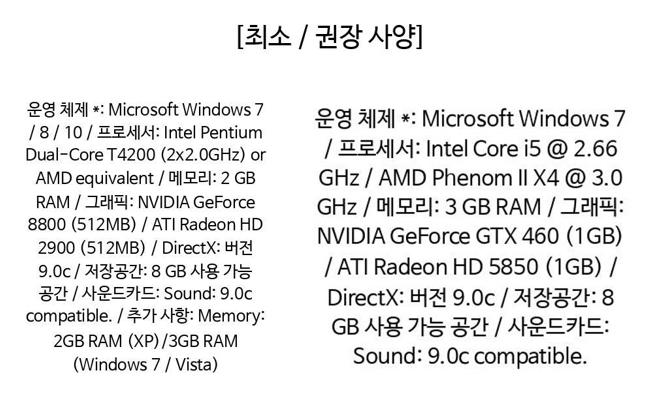 [최소 / 권장 사양]
운영 체제 *: Microsoft Windows 7
/ 8 / 10 / 프로세서: Intel Pentium
Dual-Core T4200 (2x2.0GHz) or
AMD equivalent / 메모리: 2 GB
RAM / 그래픽: NVIDIA GeForce
8800 (512MB) / ATI Radeon HD
2900 (512MB) / DirectX: 버전
9.0c / 저장공간: 8 GB 사용 가능
공간 / 사운드카드: Sound: 9.0c
compatible. / 추가 사항: Memory:
2GB RAM (XP)/3GB RAM
(Windows 7 / Vista)
운영 체제 *: Microsoft Windows 7
/ 프로세서: Intel Core i5 @ 2.66
GHz / AMD Phenom II X4 @ 3.0
GHz / 메모리: 3 GB RAM / 그래픽:
NVIDIA GeForce GTX 460 (1GB)
/ ATI Radeon HD 5850 (1GB) /
DirectX: 버전 9.0c / 저장공간: 8
GB 사용 가능 공간 / 사운드카드:
Sound: 9.0c compatible.